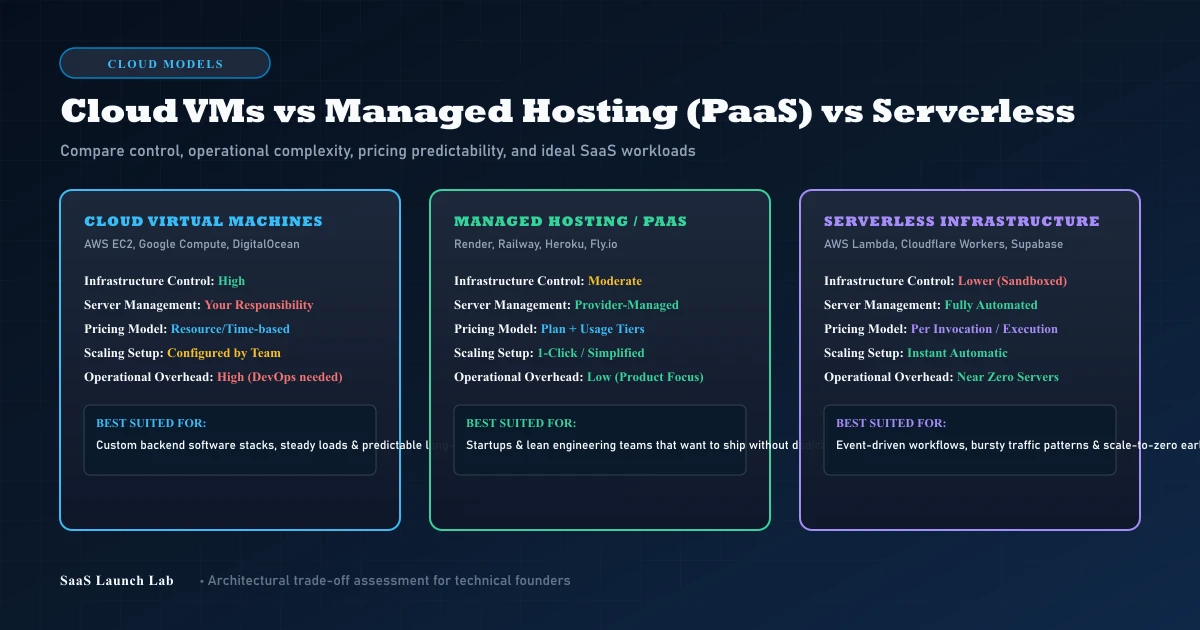 CLOUD MODELS
Cloud VMs vs Managed Hosting (PaaS) vs Serverless
Compare control, operational complexity, pricing predictability, and ideal SaaS workloads
CLOUD VIRTUAL MACHINES
AWS EC2, Google Compute, DigitalOcean
Infrastructure Control: High
Server Management: Your Responsibility
Pricing Model: Resource/Time-based
Scaling Setup: Configured by Team
Operational Overhead: High (DevOps needed)
BEST SUITED FOR:
Custom backend software stacks, steady loads & predictable
MANAGED HOSTING / PAAS
Render, Railway, Heroku, Fly.io
Infrastructure Control: Moderate
Server Management: Provider-Managed
Pricing Model: Plan + Usage Tiers
Scaling Setup: 1-Click / Simplified
Operational Overhead: Low (Product Focus)
BEST SUITED FOR:
Startups & lean engineering teams that want to ship without
SERVERLESS INFRASTRUCTURE
AWS Lambda, Cloudflare Workers, Supabase
Infrastructure Control: Lower (Sandboxed)
Server Management: Fully Automated
Pricing Model: Per Invocation / Execution
Scaling Setup: Instant Automatic
Operational Overhead: Near Zero Servers
BEST SUITED FOR:
Event-driven workflows, bursty traffic patterns & scale-to-zero
SaaS Launch Lab
• Architectural trade-off assessment for technical founders